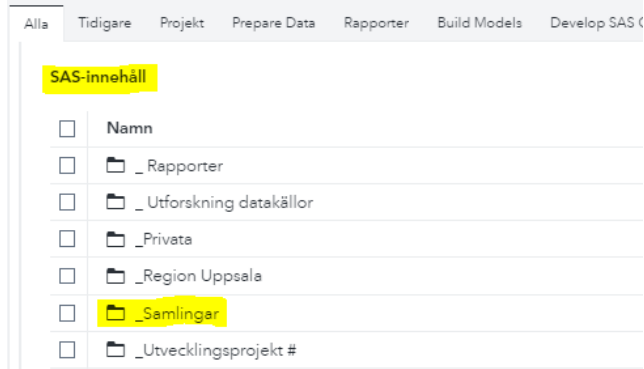 Alla Tidigare Projekt Prepare Data Rapporter Build Models Develop SAS
SAS-innehåll
Namn
_ Rapporter
_ Utforskning datakällor
_Privata
_Region Uppsala
_Samlingar
_Utvecklingsprojekt #